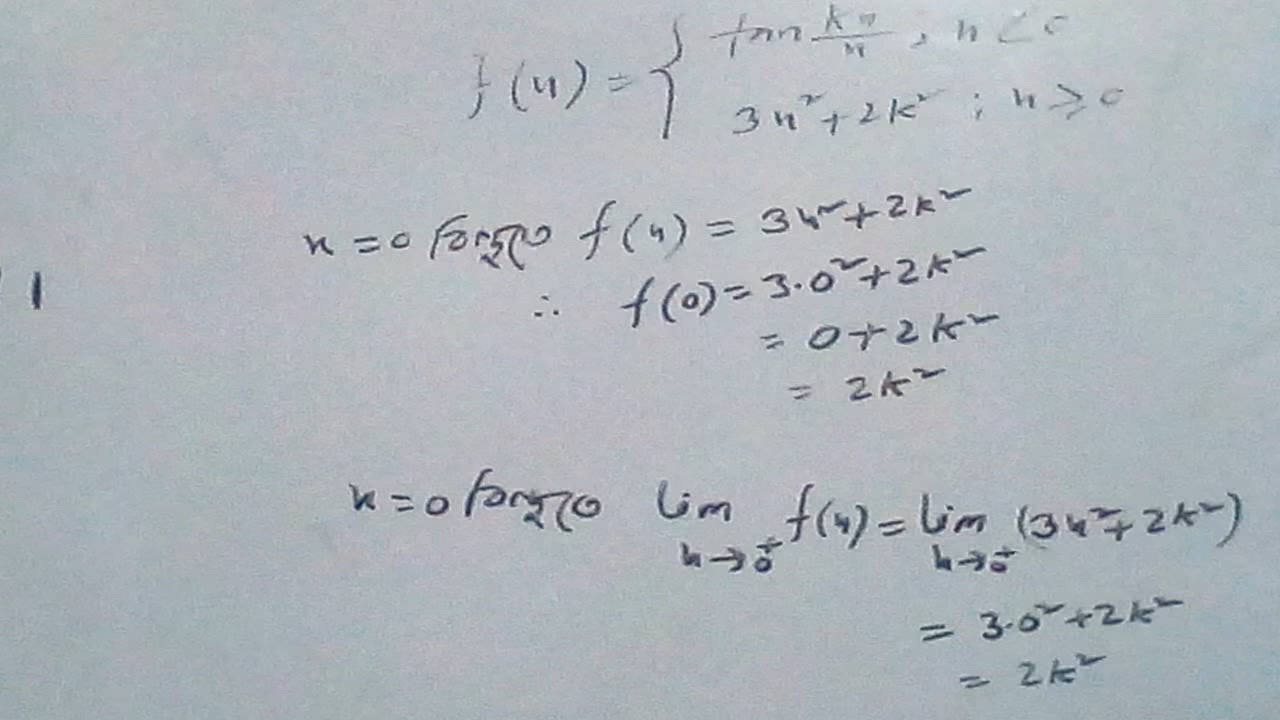 f(x) = { tan kx/x , x < 0
3x² + 2k² ; x ≥ 0
x = 0 বিন্দুতে f(x) = 3x² + 2k²
∴ f(0) = 3·0² + 2k²
= 0 + 2k²
= 2k²
1
x = 0 বিন্দুতে lim x→0⁺ f(x) = lim x→0⁺ (3x² + 2k²)
= 3·0² + 2k²
= 2k²